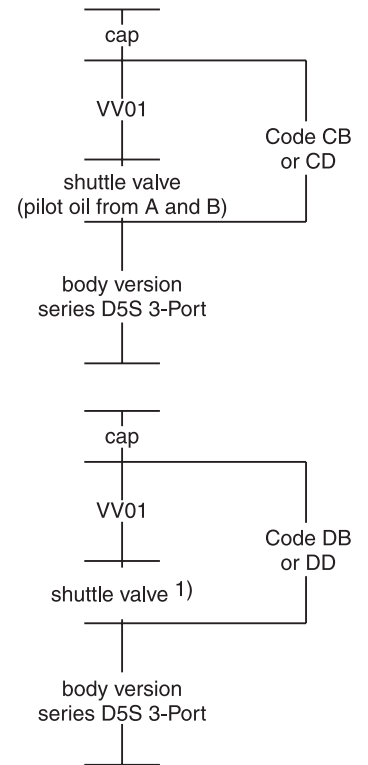 cap
VV01
Code CB
or CD
shuttle valve
(pilot oil from A and B)
body version
series D5S 3-Port
cap
VV01
Code DB
or DD
shuttle valve 1)
body version
series D5S 3-Port